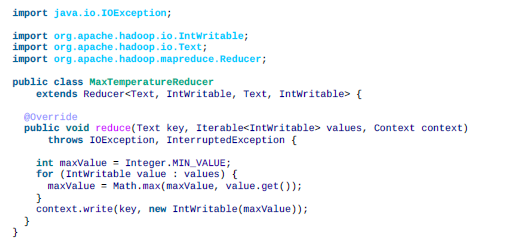 import java.io.IOException;
import org.apache.hadoop.io.IntWritable;
import org.apache.hadoop.io.Text;
import org.apache.hadoop.mapreduce.Reducer;
public class MaxTemperatureReducer
extends Reducer<Text, IntWritable, Text, IntWritable> {
@Override
public void reduce(Text key, Iterable<IntWritable> values, Context context)
throws IOException, InterruptedException {
int maxValue = Integer.MIN_VALUE;
for (IntWritable value : values) {
maxValue = Math.max(maxValue, value.get());
}
context.write(key, new IntWritable(maxValue));
}
}